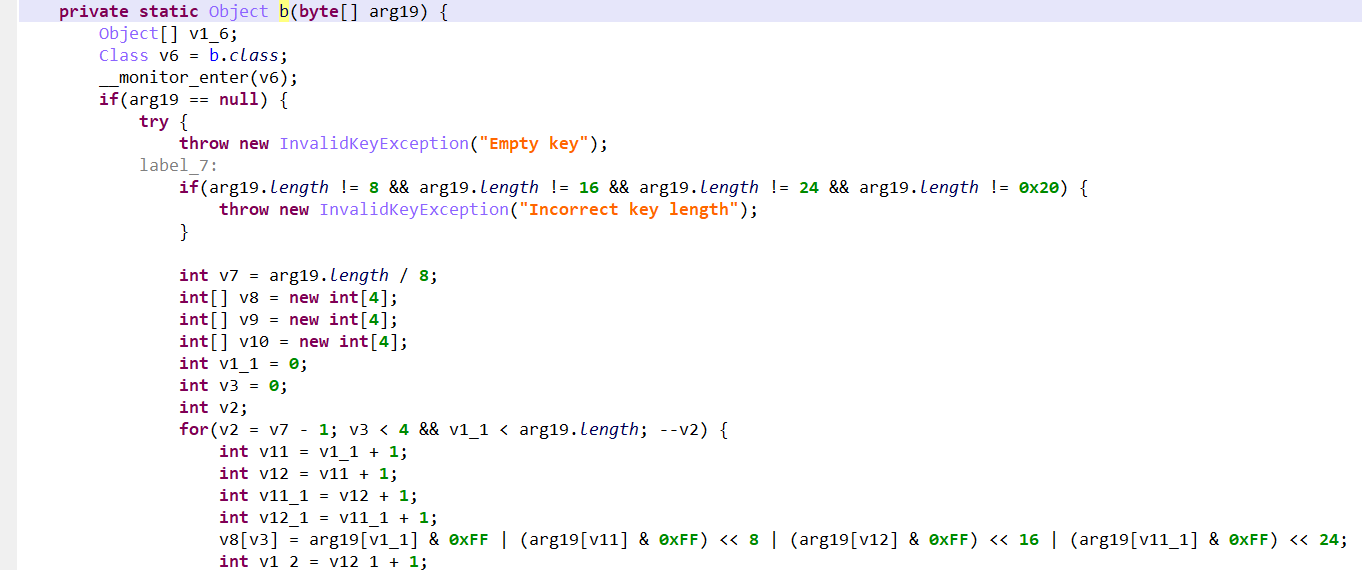 private static Object b(byte[] arg19) {
Object[] v1_6;
Class v6 = b.class;
__monitor_enter(v6);
if(arg19 == null) {
try {
throw new InvalidKeyException("Empty key");
label_7:
if(arg19.length != 8 && arg19.length != 16 && arg19.length != 24 && arg19.length != 0x20) {
throw new InvalidKeyException("Incorrect key length");
}
int v7 = arg19.length / 8;
int[] v8 = new int[4];
int[] v9 = new int[4];
int[] v10 = new int[4];
int v1_1 = 0;
int v3 = 0;
int v2;
for(v2 = v7 - 1; v3 < 4 && v1_1 < arg19.length; --v2) {
int v11 = v1_1 + 1;
int v12 = v11 + 1;
int v11_1 = v12 + 1;
int v12_1 = v11_1 + 1;
v8[v3] = arg19[v1_1] & 0xFF | (arg19[v11] & 0xFF) << 8 | (arg19[v12] & 0xFF) << 16 | (arg19[v11_1] & 0xFF) << 24;
int v1_2 = v12_1 + 1;